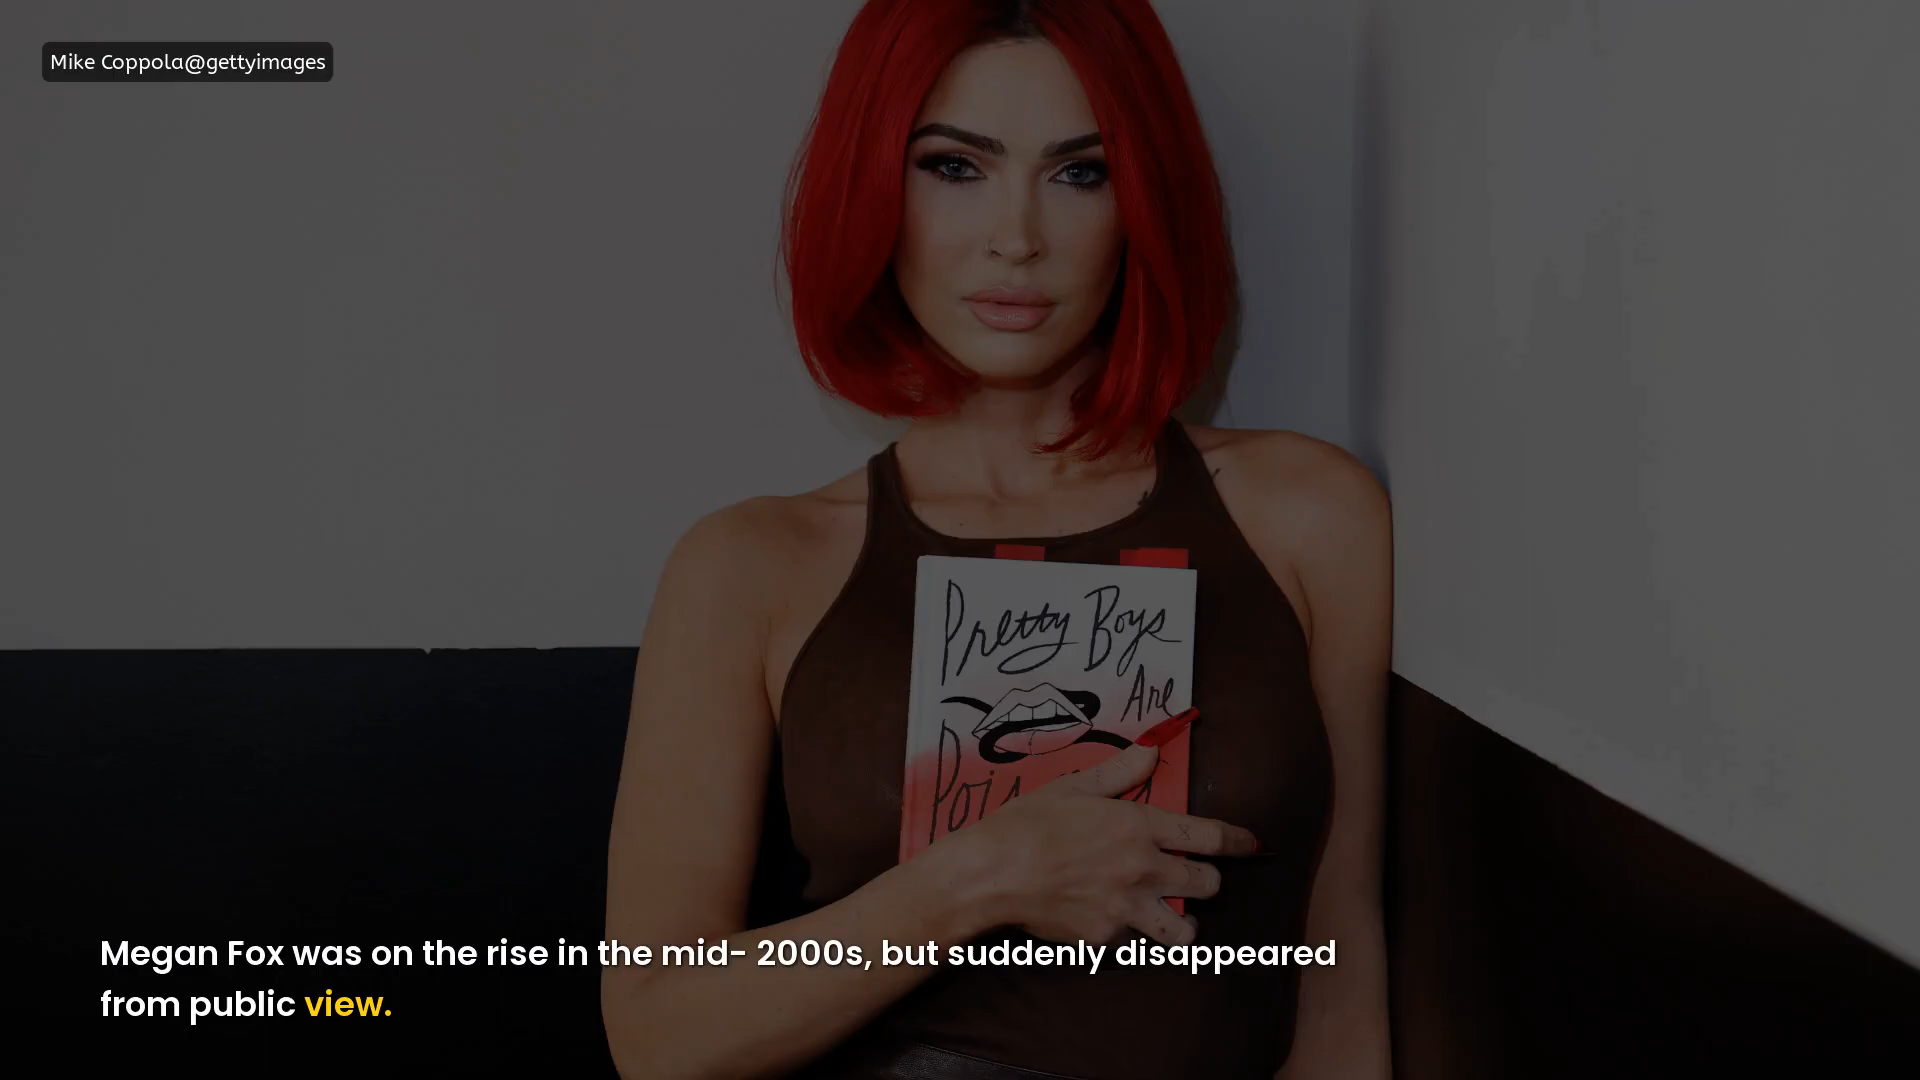 Mike Coppola@gettyimages
Pretty Boys
Are
Megan Fox was on the rise in the mid- 2000s, but suddenly disappeared
from public view.